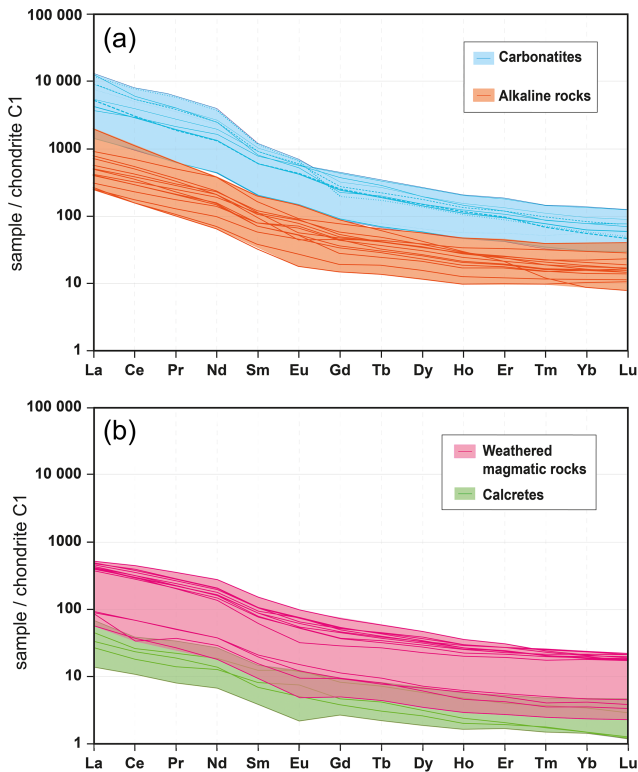 (a)
Carbonatites
Alkaline rocks
sample / chondrite C1
100 000
10 000
1000
100
10
1
La Ce Pr Nd Sm Eu Gd Tb Dy Ho Er Tm Yb Lu
(b)
Weathered
magmatic rocks
Calcretes
sample / chondrite C1
100 000
10 000
1000
100
10
1
La Ce Pr Nd Sm Eu Gd Tb Dy Ho Er Tm Yb Lu